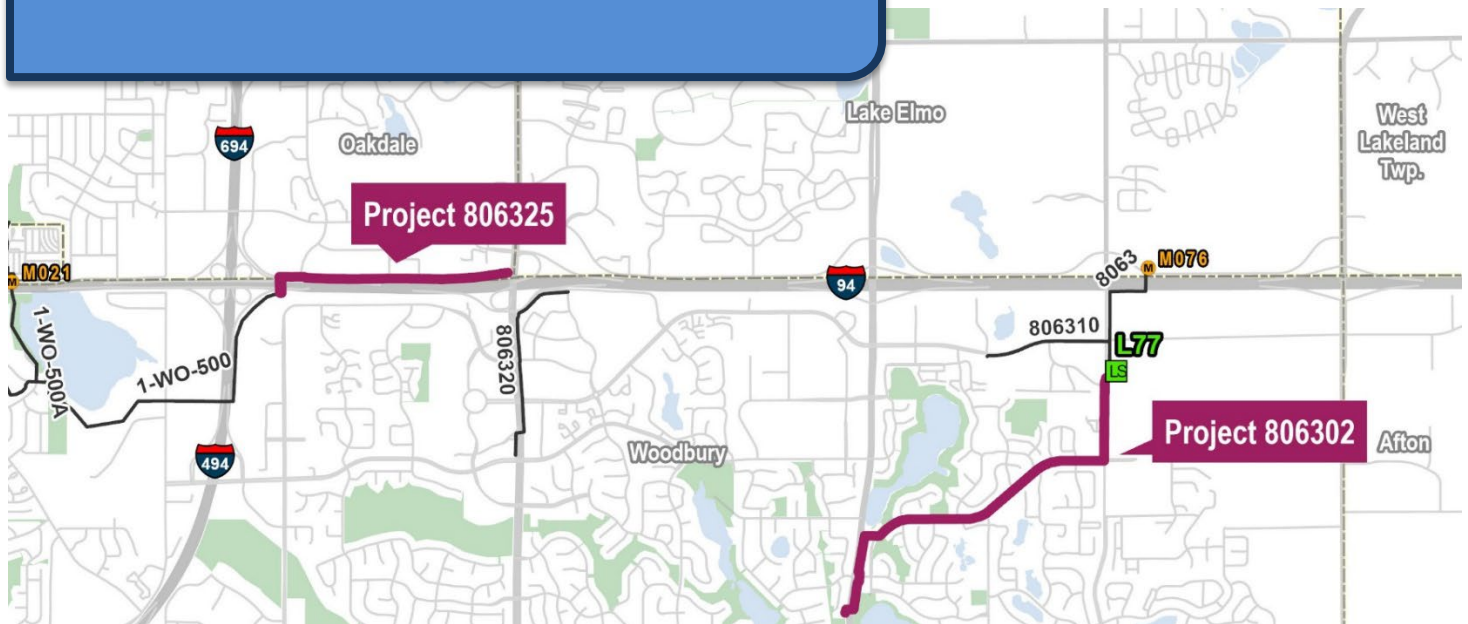 Lake Elmo
West
Lakeland
Twp.
694
Oakdale
Project 806325
M
M021
94
8063
M
M076
806310
L77
LS
1-WO-500A
1-WO-500
806320
494
Woodbury
Project 806302
Afton